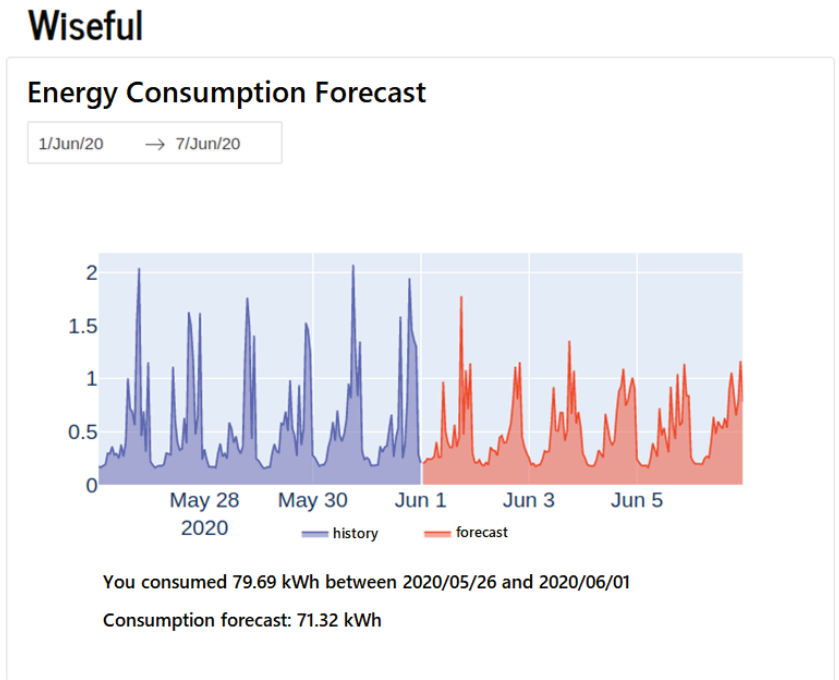 Wiseful
Energy Consumption Forecast
1/Jun/20 → 7/Jun/20
2
1.5
1
0.5
0
May 28 May 30 Jun 1 Jun 3 Jun 5
2020
history forecast
You consumed 79.69 kWh between 2020/05/26 and 2020/06/01
Consumption forecast: 71.32 kWh